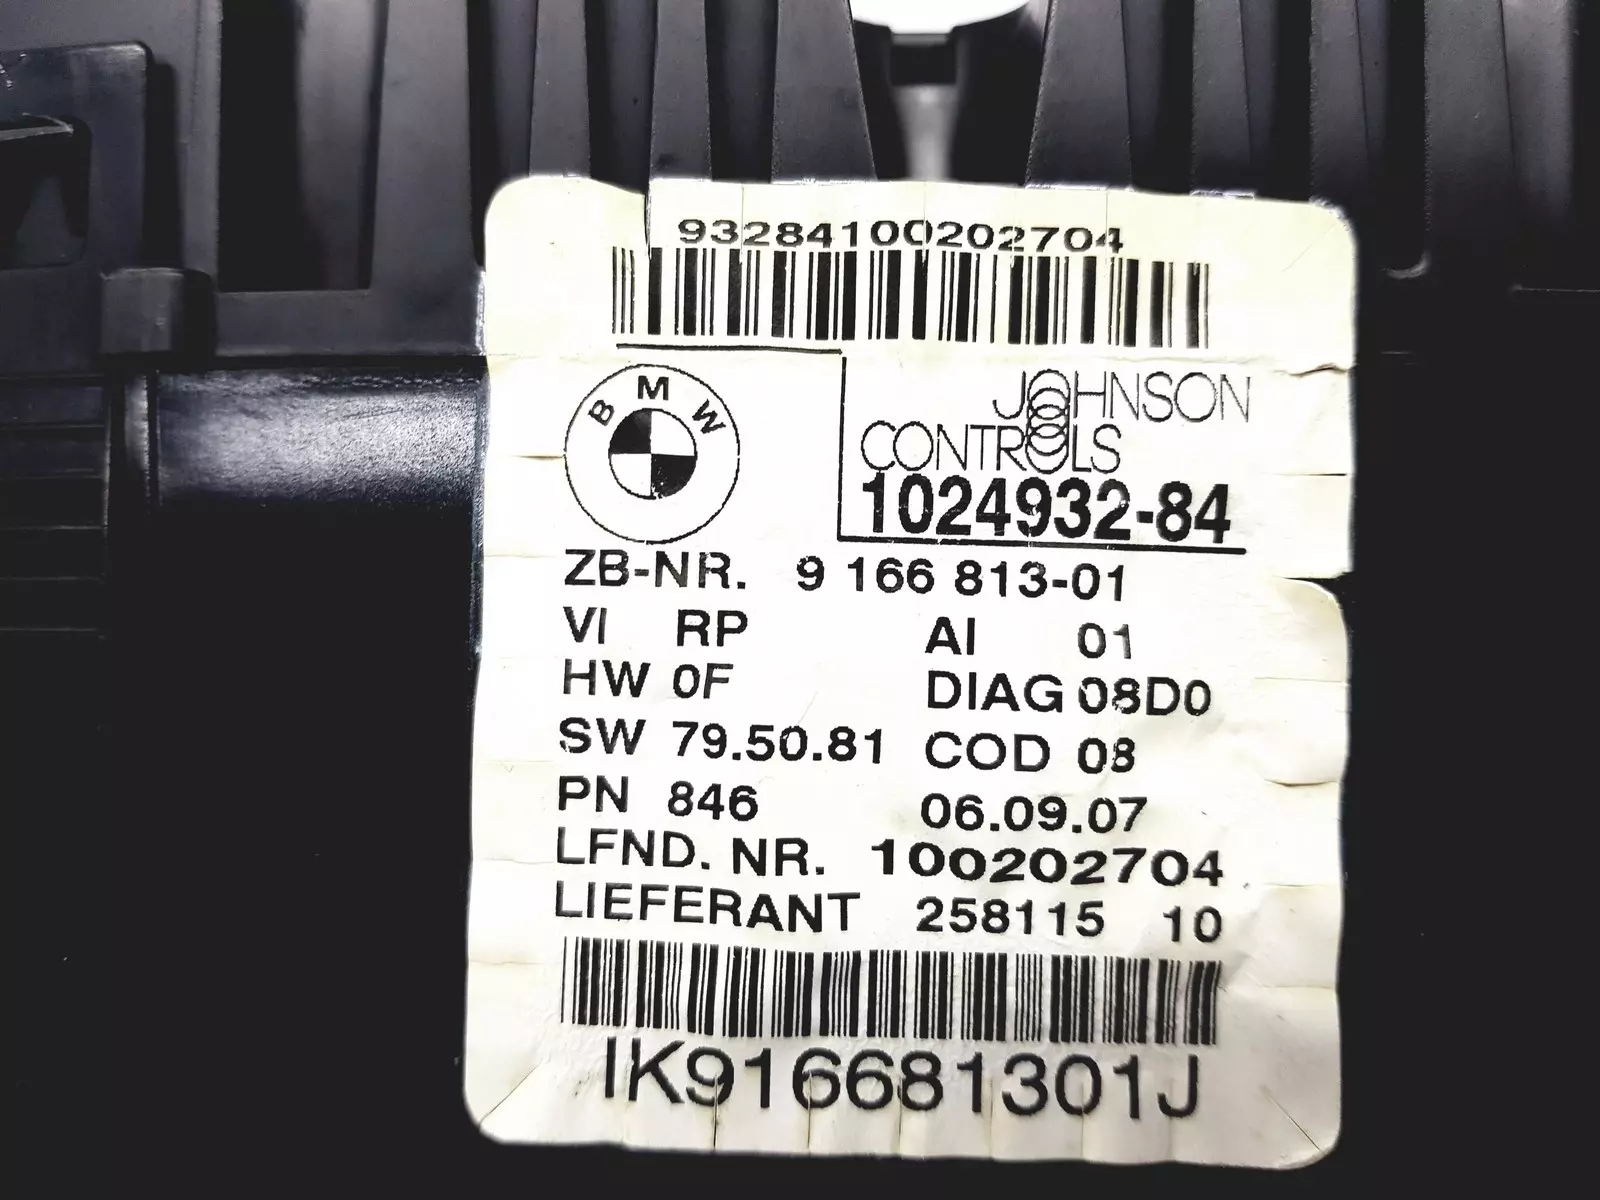 93284100202704
BMW
JOHNSON
CONTROLS
1024932-84
ZB-NR. 9 166 813-01
VI RP AI 01
HW 0F DIAG 08D0
SW 79.50.81 COD 08
PN 846 06.09.07
LFND. NR. 100202704
LIEFERANT 258115 10
IK916681301J